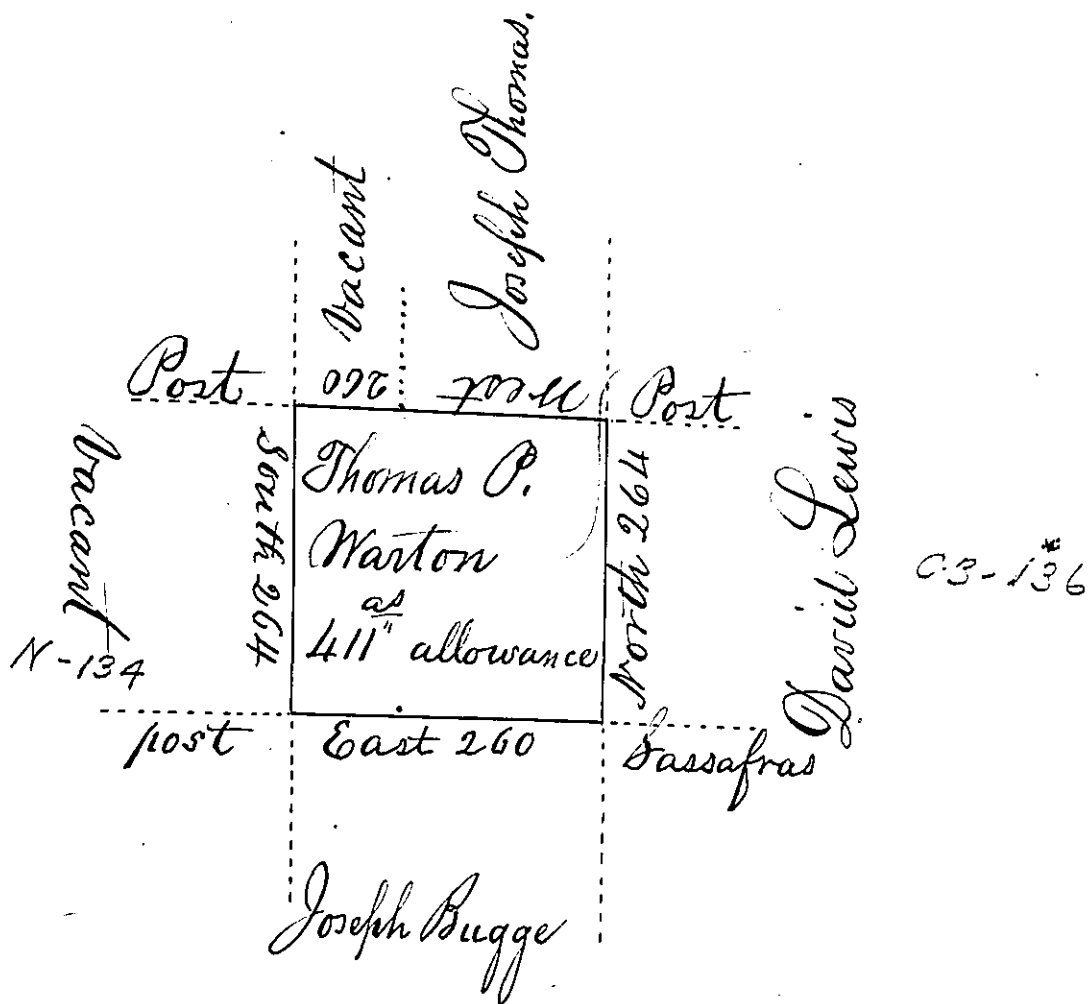 Vacant
Joseph Thomas.
Post
260
West
Post
Vacant
N-134
South 264
Thomas P.
Warton
as
411" allowance
North 264
David Lewis
C.3-136*
post
East 260
Sassafras
Joseph Bugge